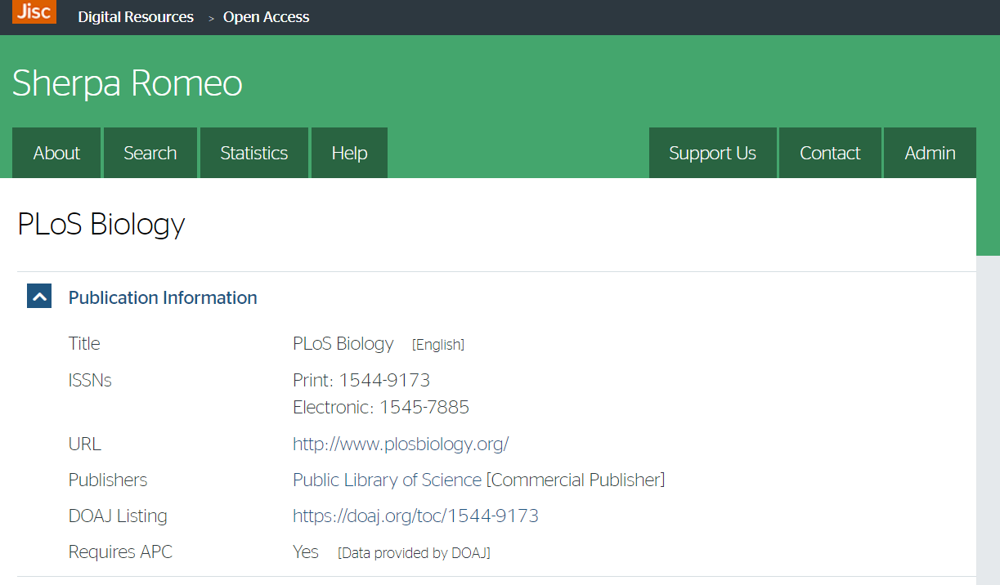 Jisc Digital Resources > Open Access
Sherpa Romeo
About Search Statistics Help Support Us Contact Admin
PLoS Biology
Publication Information
Title PLoS Biology [English]
ISSNs Print: 1544-9173
Electronic: 1545-7885
URL http://www.plosbiology.org/
Publishers Public Library of Science [Commercial Publisher]
DOAJ Listing https://doaj.org/toc/1544-9173
Requires APC Yes [Data provided by DOAJ]